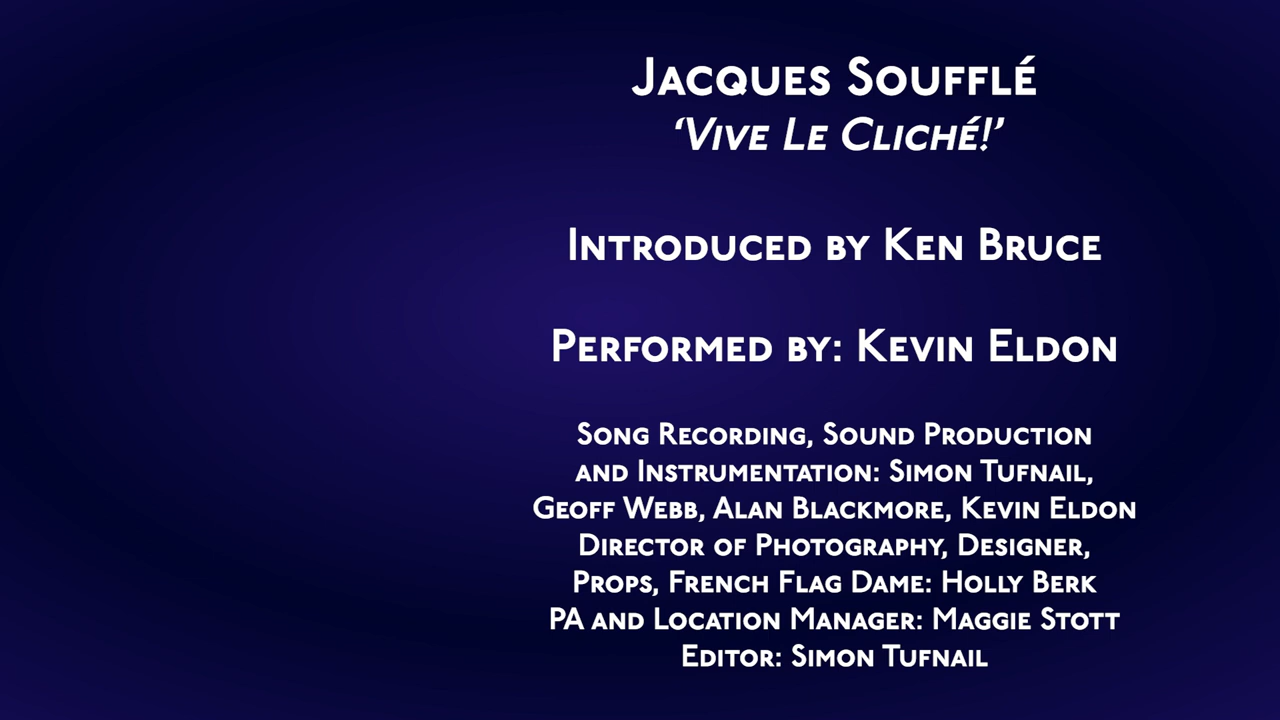 Jacques Soufflé
‘Vive Le Cliché!’
Introduced by Ken Bruce
Performed by: Kevin Eldon
Song Recording, Sound Production
and Instrumentation: Simon Tufnail,
Geoff Webb, Alan Blackmore, Kevin Eldon
Director of Photography, Designer,
Props, French Flag Dame: Holly Berk
PA and Location Manager: Maggie Stott
Editor: Simon Tufnail